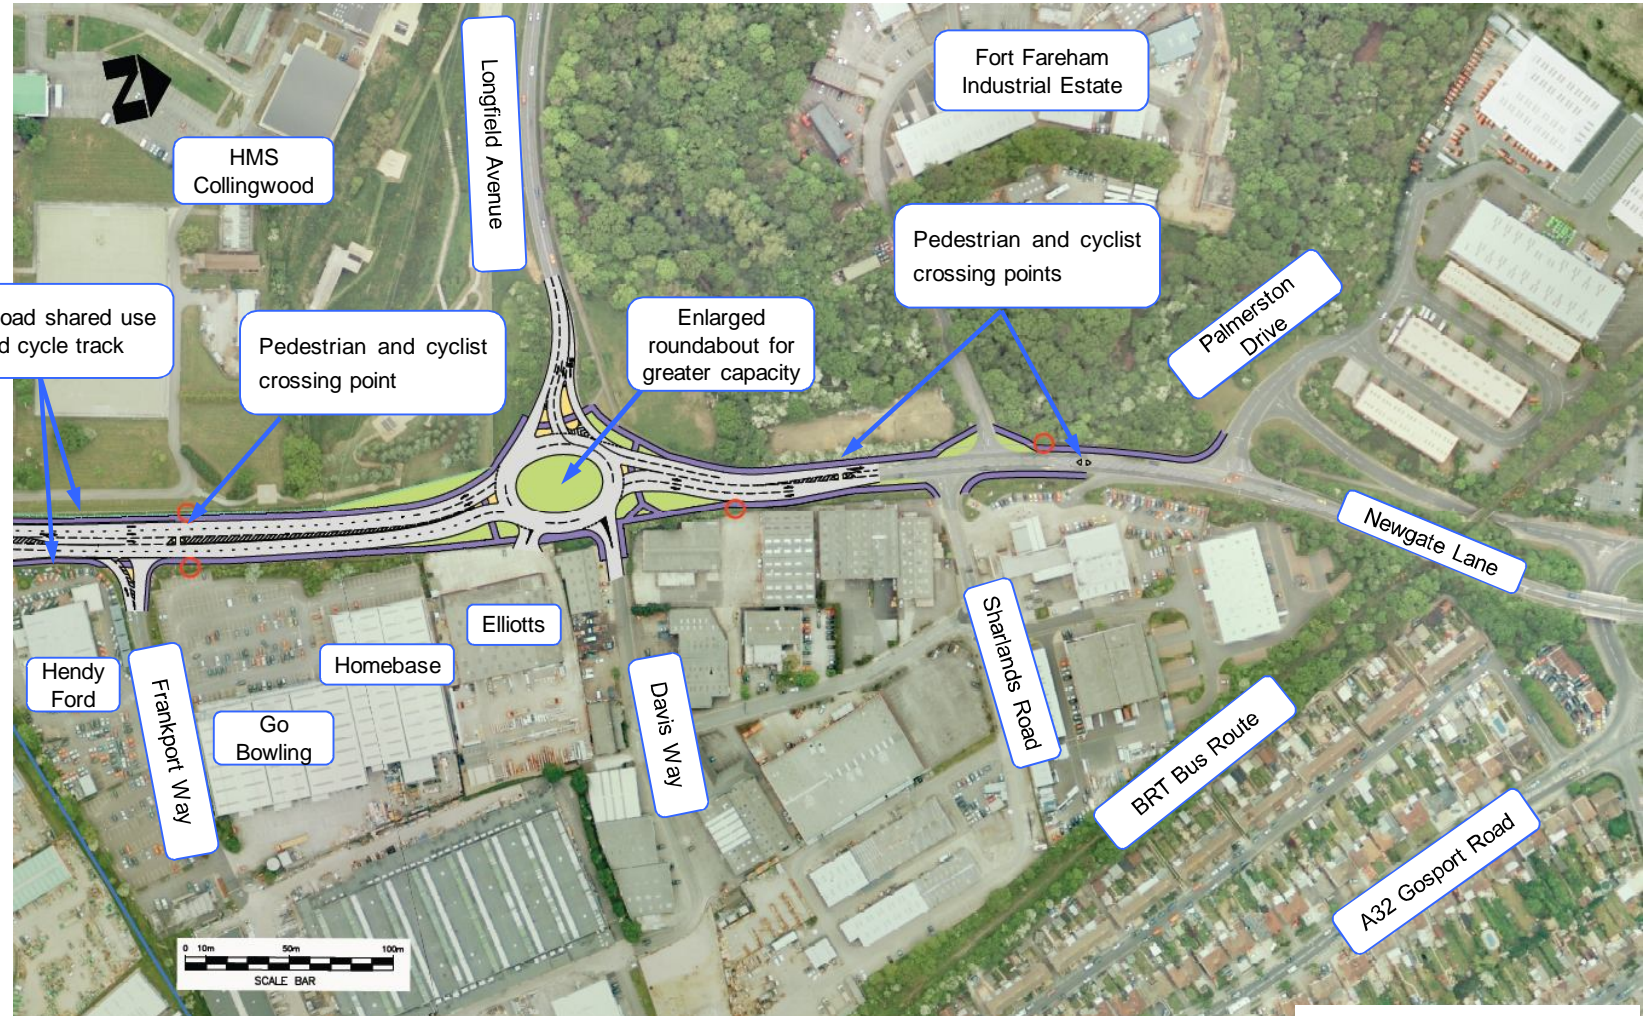 Longfield Avenue
Fort Fareham
Industrial Estate
N
HMS
Collingwood
Pedestrian and cyclist
crossing points
Palmerston
Drive
oad shared use
d cycle track
Pedestrian and cyclist
crossing point
Enlarged
roundabout for
greater capacity
Newgate Lane
Elliotts
Homebase
Hendy
Ford
Frankport Way
Go
Bowling
Davis Way
Sharlands Road
BRT Bus Route
A32 Gosport Road
0 10m 50m 100m
SCALE BAR